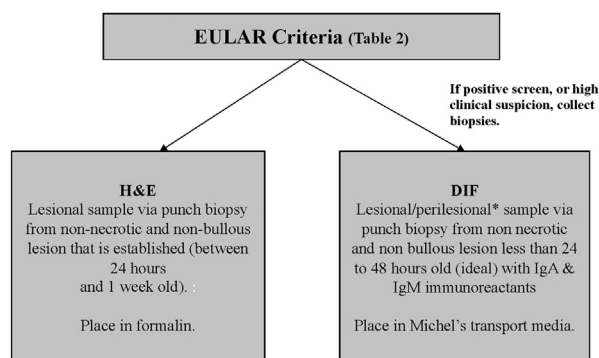 EULAR Criteria (Table 2)
If positive screen, or high
clinical suspicion, collect
biopsies.
H&E
Lesional sample via punch biopsy
from non-necrotic and non-bullous
lesion that is established (between
24 hours
and 1 week old).
Place in formalin.
DIF
Lesional/perilesional* sample via
punch biopsy from non necrotic
and non bullous lesion less than 24
to 48 hours old (ideal) with IgA &
IgM immunoreactants
Place in Michel's transport media.